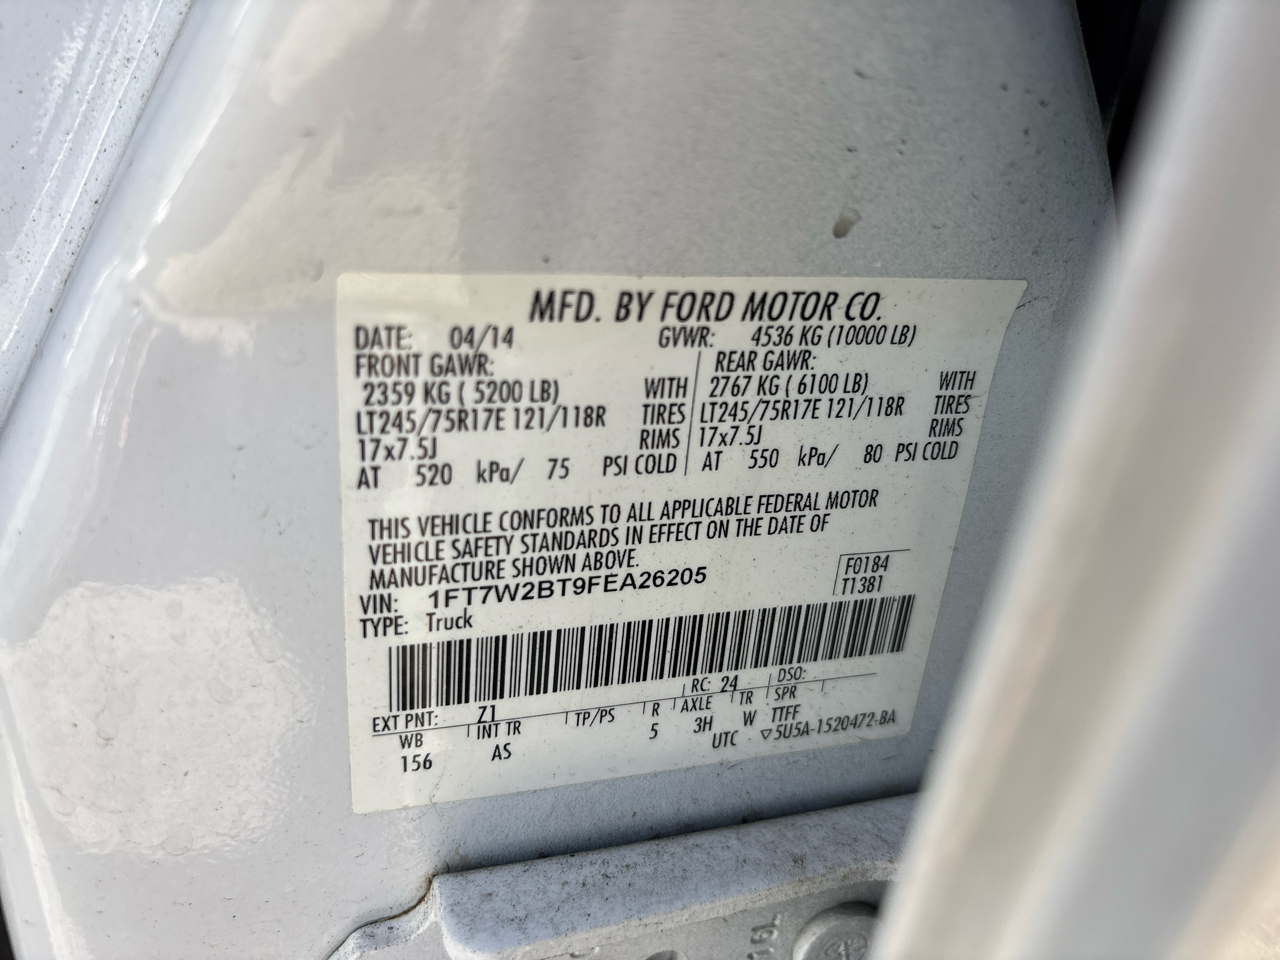 MFD. BY FORD MOTOR CO.
DATE: 04/14 GVWR: 4536 KG (10000 LB)
FRONT GAWR: REAR GAWR:
2359 KG ( 5200 LB) WITH 2767 KG ( 6100 LB) WITH
LT245/75R17E 121/118R TIRES LT245/75R17E 121/118R TIRES
17x7.5J RIMS 17x7.5J RIMS
AT 520 kPa/ 75 PSI COLD AT 550 kPa/ 80 PSI COLD
THIS VEHICLE CONFORMS TO ALL APPLICABLE FEDERAL MOTOR
VEHICLE SAFETY STANDARDS IN EFFECT ON THE DATE OF
MANUFACTURE SHOWN ABOVE.
VIN: 1FT7W2BT9FEA26205 F0184
TYPE: Truck T1381
EXT PNT: Z1 RC: 24 DSO:
WB INT TR TP/PS R AXLE TR SPR
156 AS 5 3H W TTFF
UTC ▽5U5A-1520472-BA